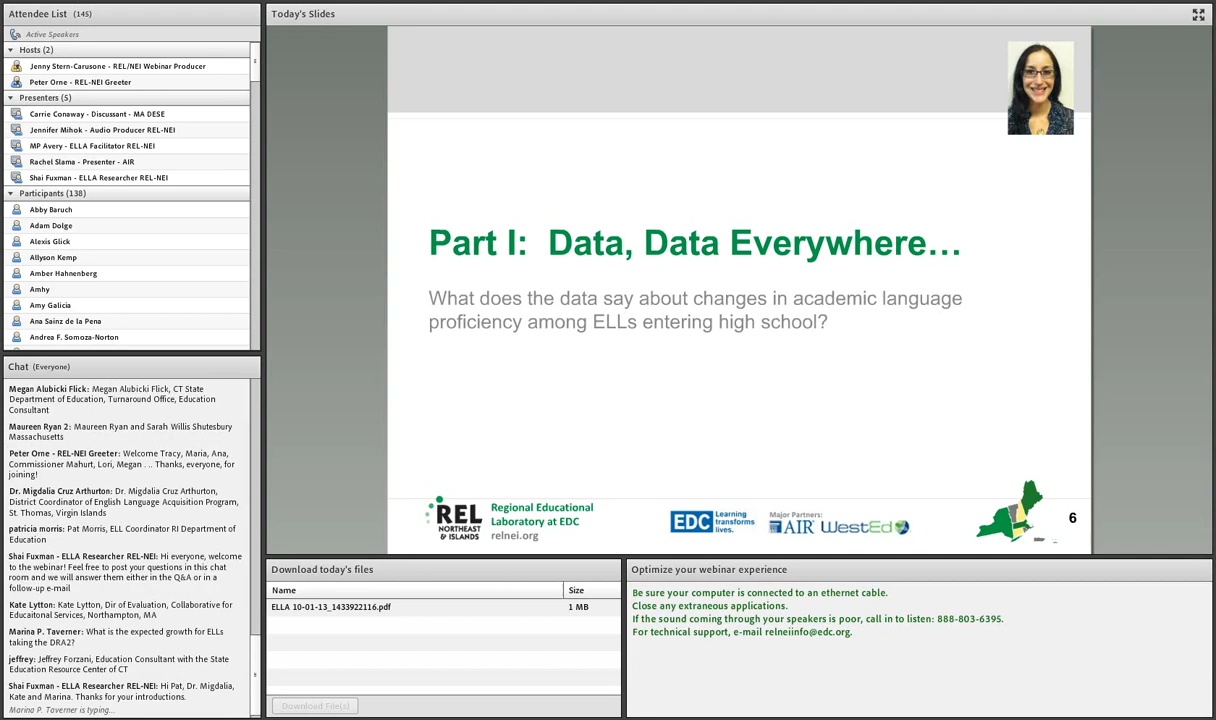 Attendee List (145)
Active Speakers
Hosts (2)
Jenny Stern-Carusone - REL/NEI Webinar Producer
Peter Orne - REL-NEI Greeter
Presenters (5)
Carrie Conaway - Discussant - MA DESE
Jennifer Mihok - Audio Producer REL-NEI
MP Avery - ELLA Facilitator REL-NEI
Rachel Slama - Presenter - AIR
Shai Fuxman - ELLA Researcher REL-NEI
Participants (138)
Abby Baruch
Adam Dolge
Alexis Glick
Allyson Kemp
Amber Hahnenberg
Amhy
Amy Galicia
Ana Sainz de la Pena
Andrea F. Somoza-Norton
Chat (Everyone)
Megan Alubicki Flick: Megan Alubicki Flick, CT State
Department of Education, Turnaround Office, Education
Consultant
Maureen Ryan 2: Maureen Ryan and Sarah Willis Shutesbury
Massachusetts
Peter Orne - REL-NEI Greeter: Welcome Tracy, Maria, Ana,
Commissioner Mahurt, Lori, Megan . .. Thanks, everyone, for
joining!
Dr. Migdalia Cruz Arthurton: Dr. Migdalia Cruz Arthurton,
District Coordinator of English Language Acquisition Program,
St. Thomas, Virgin Islands
patricia morris: Pat Morris, ELL Coordinator RI Department of
Education
Shai Fuxman - ELLA Researcher REL-NEI: Hi everyone, welcome
to the webinar! Feel free to post your questions in this chat
room and we will answer them either in the Q&A or in a
follow-up e-mail
Kate Lytton: Kate Lytton, Dir of Evaluation, Collaborative for
Educaitonal Services, Northampton, MA
Marina P. Taverner: What is the expected growth for ELLs
taking the DRA2?
jeffrey: Jeffrey Forzani, Education Consultant with the State
Education Resource Center of CT
Shai Fuxman - ELLA Researcher REL-NEI: Hi Pat, Dr. Migdalia,
Kate and Marina. Thanks for your introductions.
Marina P. Taverner is typing...
Today's Slides
Part I: Data, Data Everywhere...
What does the data say about changes in academic language
proficiency among ELLs entering high school?
REL
NORTHEAST
& ISLANDS
Regional Educational
Laboratory at EDC
relnei.org
EDC Learning
transforms
lives.
Major Partners:
AIR WestEd
6
Download today's files
Name Size
ELLA 10-01-13_1433922116.pdf 1 MB
Download File(s)
Optimize your webinar experience
Be sure your computer is connected to an ethernet cable.
Close any extraneous applications.
If the sound coming through your speakers is poor, call in to listen: 888-803-6395.
For technical support, e-mail relneiinfo@edc.org.